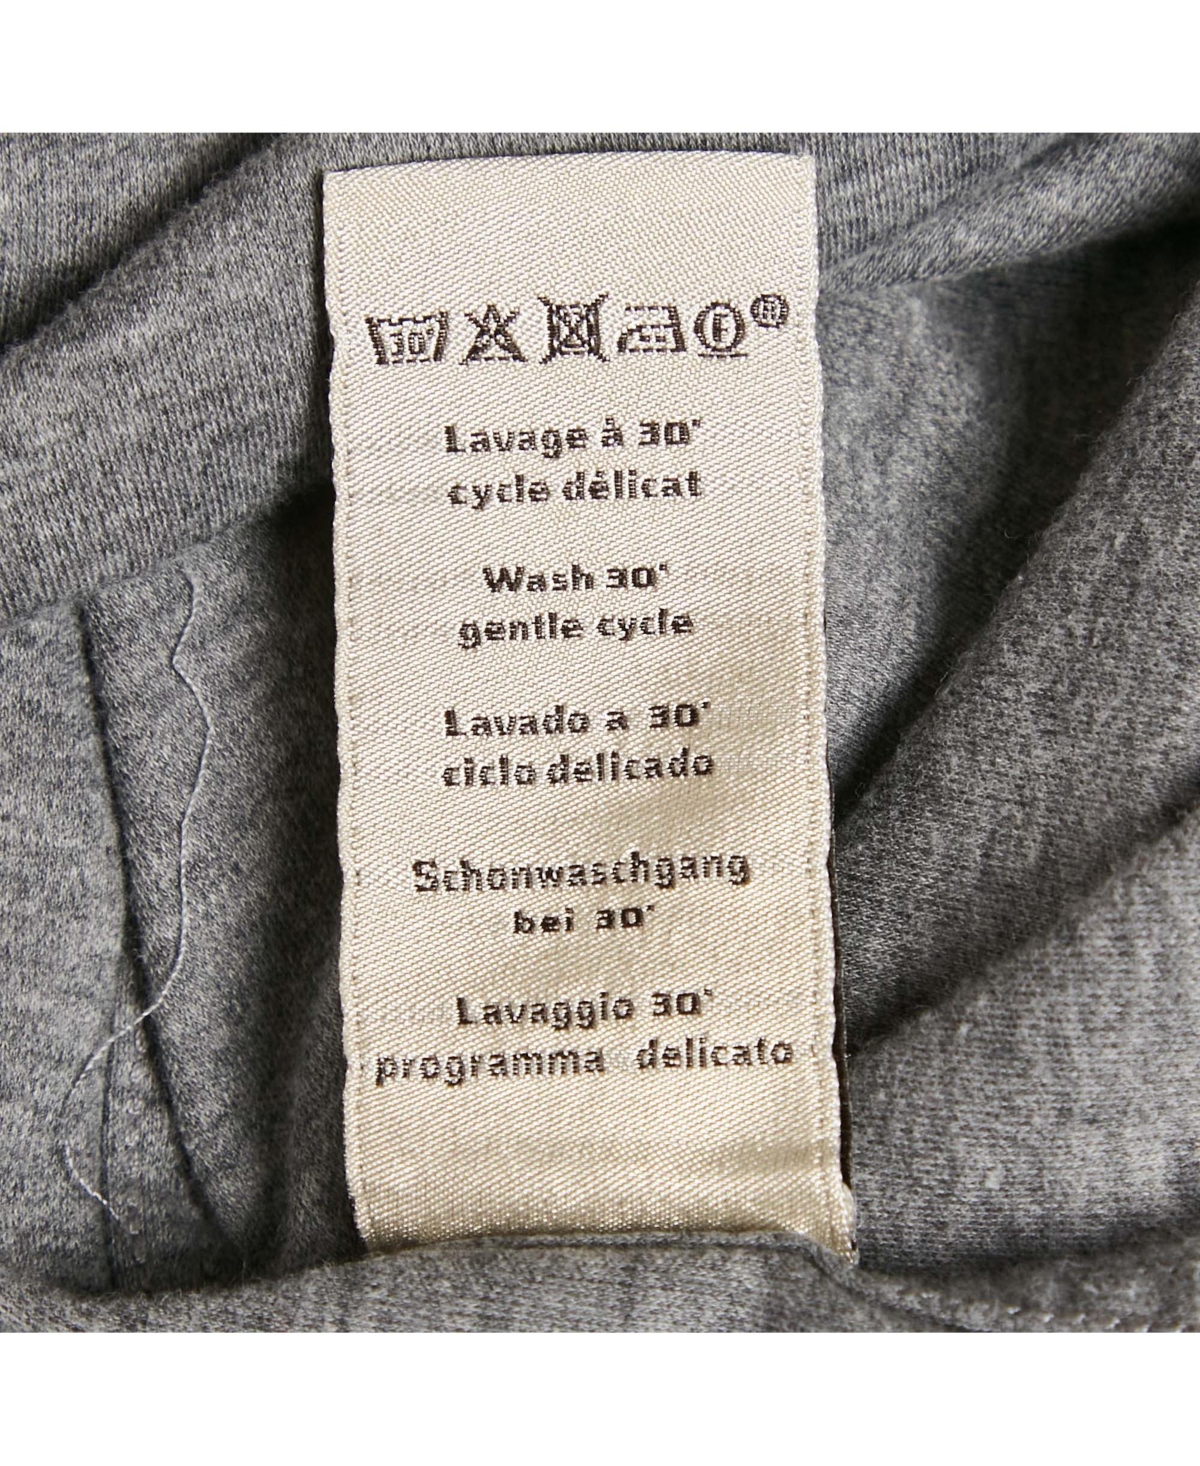 30 F ®
Lavage à 30°
cycle délicat
Wash 30°
gentle cycle
Lavado a 30°
ciclo delicado
Schonwaschgang
bei 30°
Lavaggio 30°
programma delicato